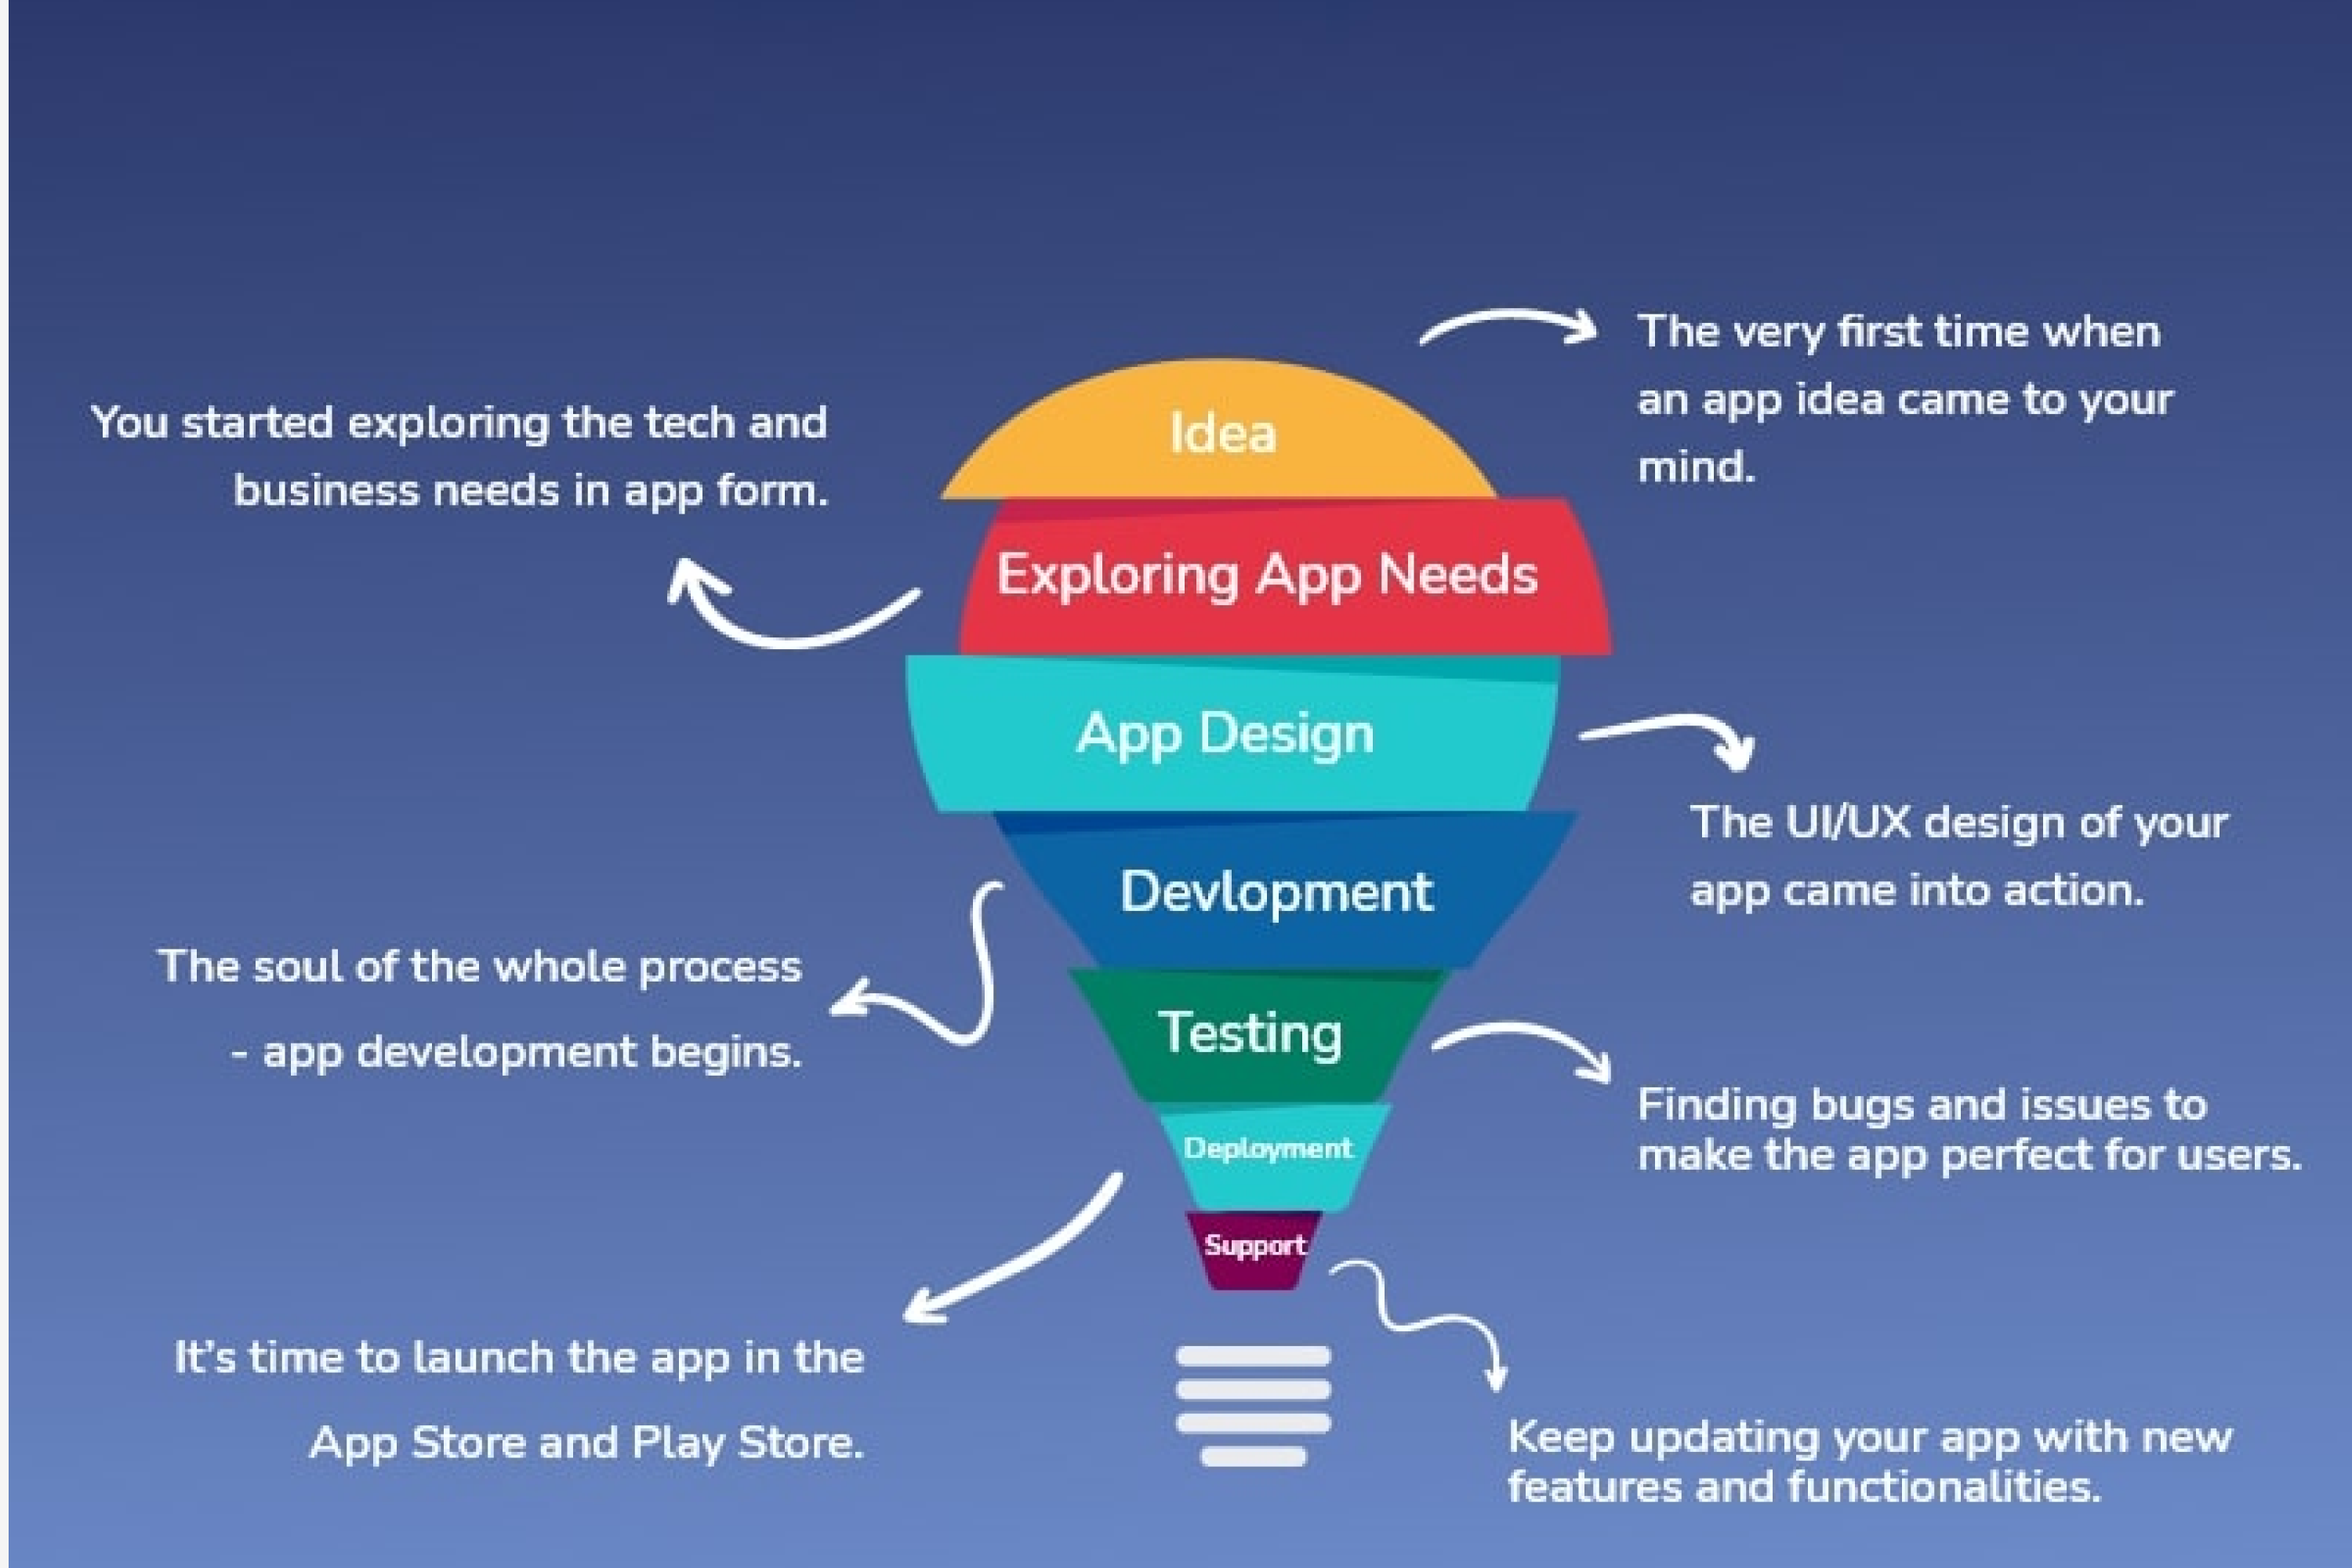 The very first time when
an app idea came to your
mind.
Idea
You started exploring the tech and
business needs in app form.
Exploring App Needs
App Design
The UI/UX design of your
app came into action.
Devlopment
The soul of the whole process
- app development begins.
Testing
Finding bugs and issues to
make the app perfect for users.
Deployment
It's time to launch the app in the
App Store and Play Store.
Support
Keep updating your app with new
features and functionalities.